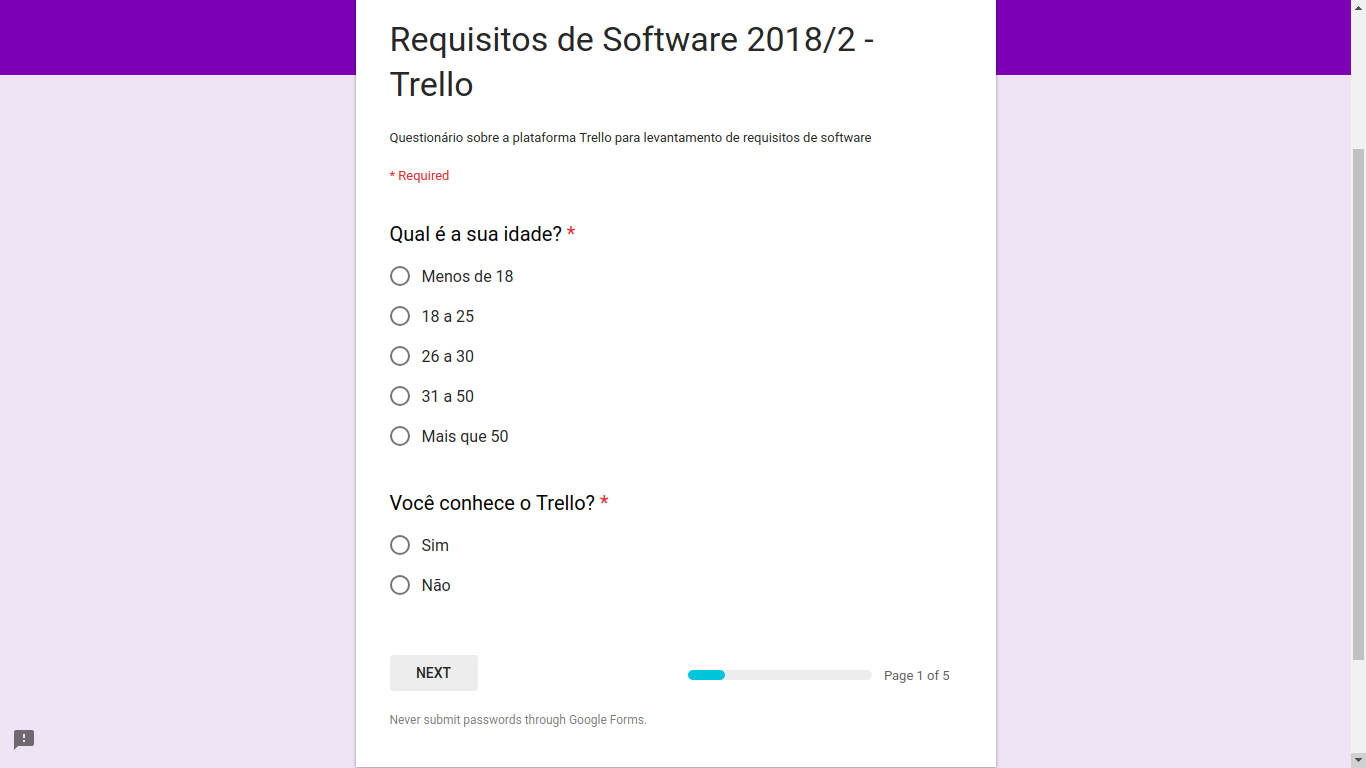 Requisitos de Software 2018/2 -
Trello
Questionário sobre a plataforma Trello para levantamento de requisitos de software
* Required
Qual é a sua idade? *
Menos de 18
18 a 25
26 a 30
31 a 50
Mais que 50
Você conhece o Trello? *
Sim
Não
NEXT
Page 1 of 5
Never submit passwords through Google Forms.